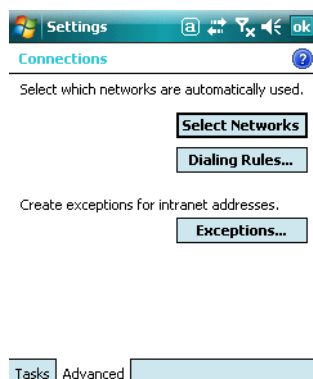 Settings
a
ok
Connections
?
Select which networks are automatically used.
Select Networks
Dialing Rules...
Create exceptions for intranet addresses.
Exceptions...
Tasks Advanced